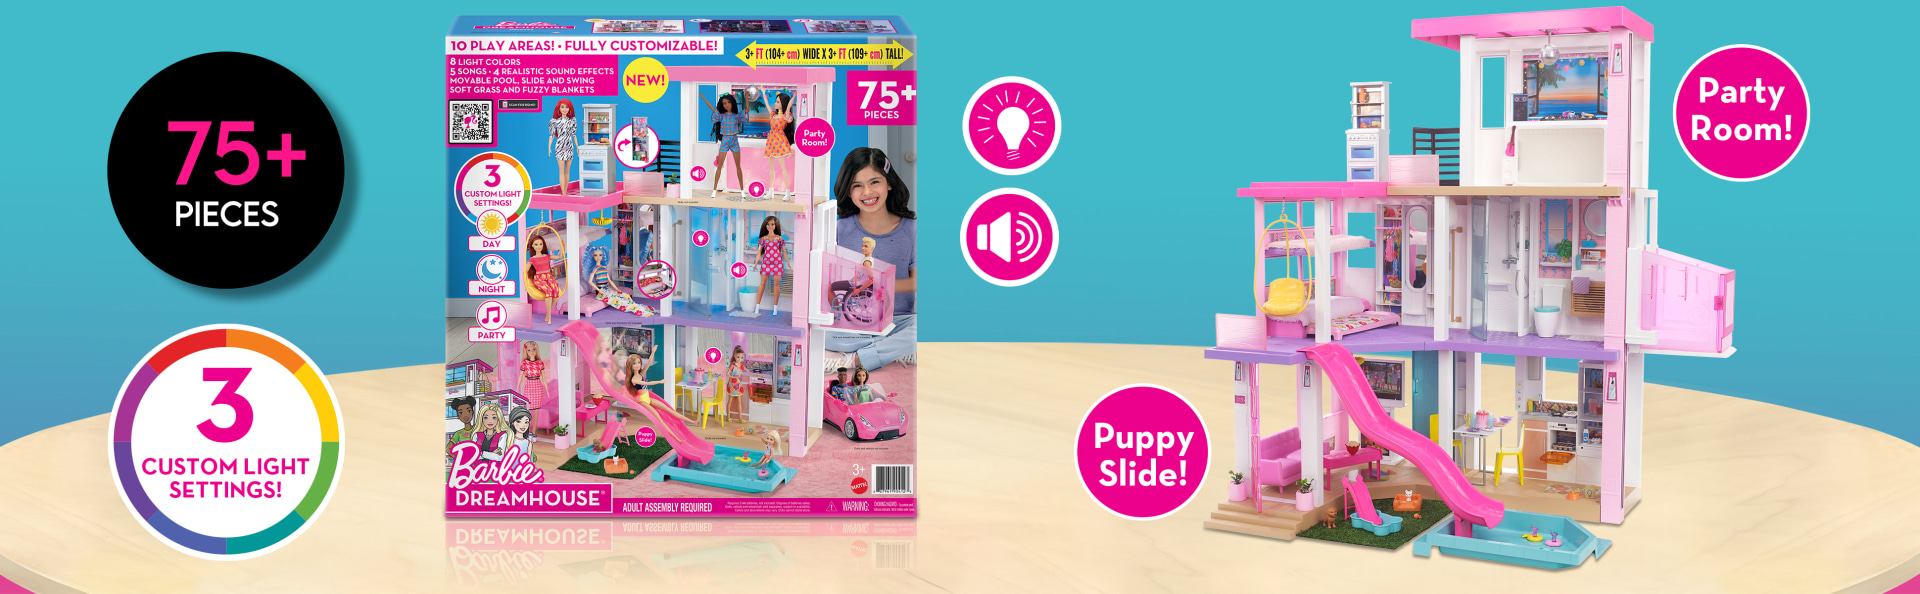 75+
PIECES
3
CUSTOM LIGHT
SETTINGS!
Barbie
DREAMHOUSE
10 PLAY AREAS! • FULLY CUSTOMIZABLE!
3+ FT (104+ cm) WIDE X 3+ FT (109+ cm) TALL!
8 LIGHT COLORS
5 SONGS • 4 REALISTIC SOUND EFFECTS
MOVABLE POOL, SLIDE AND SWING
SOFT GRASS AND FUZZY BLANKETS
NEW!
75+
PIECES
Party
Room!
3
CUSTOM LIGHT
SETTINGS!
DAY
NIGHT
PARTY
Puppy
Slide!
Barbie
DREAMHOUSE®
ADULT ASSEMBLY REQUIRED
WARNING:
3+
MATTEL
Party
Room!
Puppy
Slide!